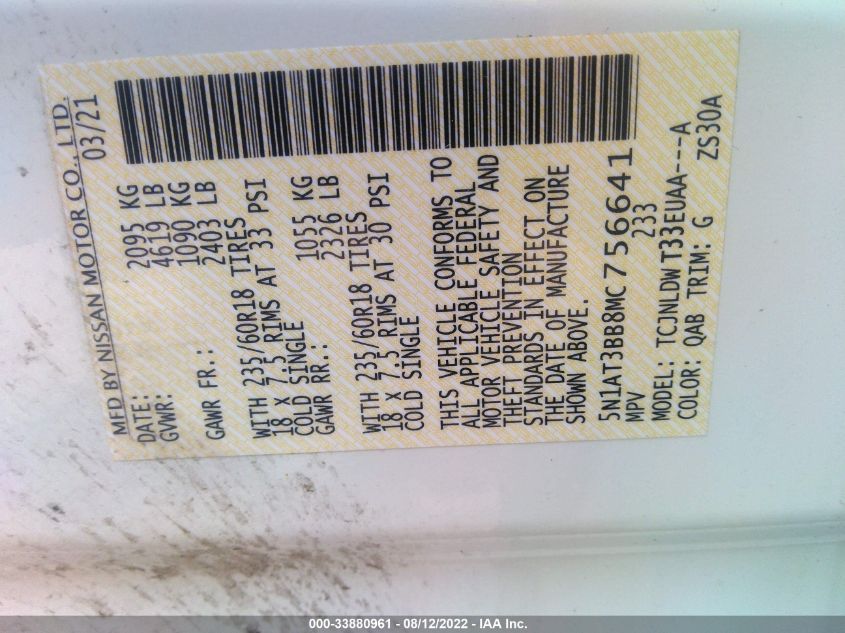 MFD BY NISSAN MOTOR CO., LTD.
DATE: 03/21
GVWR: 2095 KG
4619 LB
GAWR FR.: 1090 KG
2403 LB
WITH 235/60R18 TIRES
18 X 7.5 RIMS AT 33 PSI
COLD SINGLE
GAWR RR.: 1055 KG
2326 LB
WITH 235/60R18 TIRES
18 X 7.5 RIMS AT 30 PSI
COLD SINGLE
THIS VEHICLE CONFORMS TO
ALL APPLICABLE FEDERAL
MOTOR VEHICLE SAFETY AND
THEFT PREVENTION
STANDARDS IN EFFECT ON
THE DATE OF MANUFACTURE
SHOWN ABOVE.
5N1AT3BB8MC756641
MPV 233
MODEL: TCJNLDW T33EUAA---A
COLOR: QAB TRIM: G ZS30A
000-33880961 - 08/12/2022 - IAA Inc.